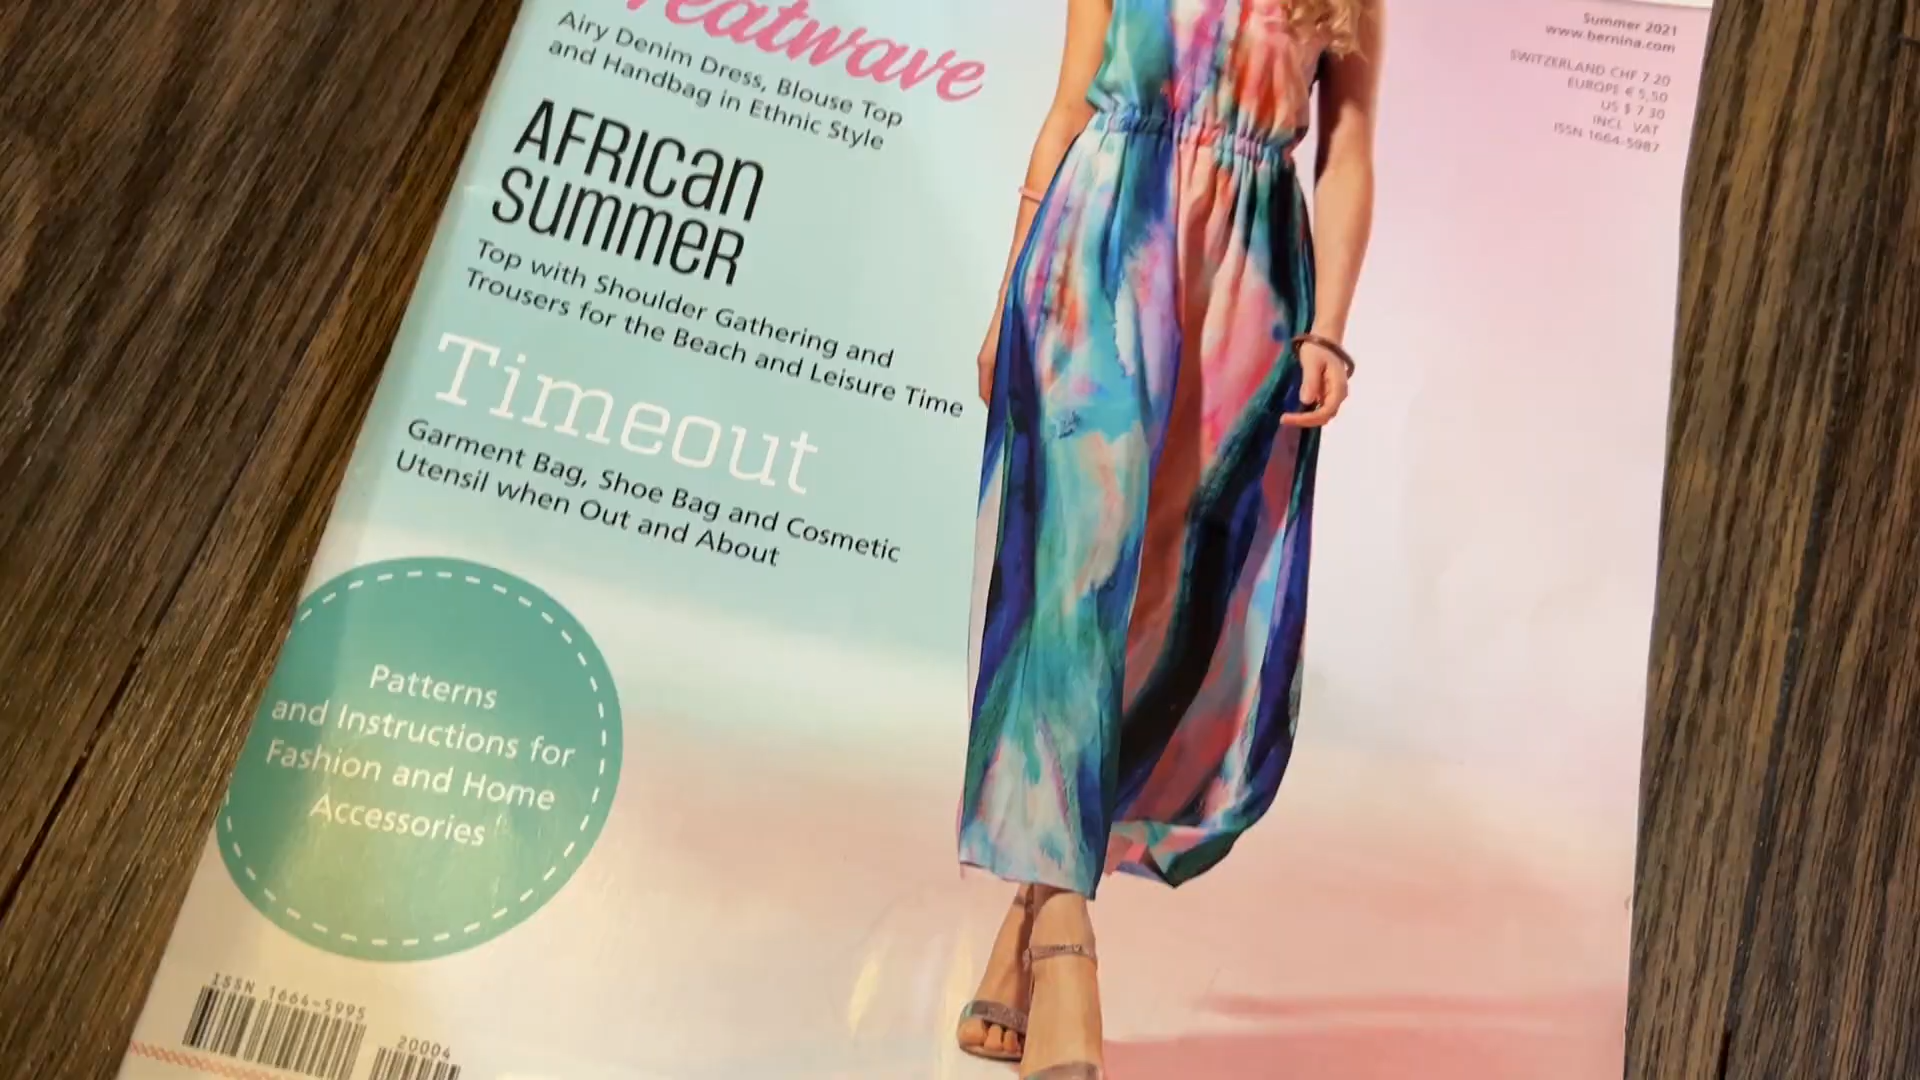 Airy Denim Dress, Blouse Top
and Handbag in Ethnic Style
AFRICAN
SUMMER
Top with Shoulder Gathering and
Trousers for the Beach and Leisure Time
Timeout
Garment Bag, Shoe Bag and Cosmetic
Utensil when Out and About
Patterns
and Instructions for
Fashion and Home
Accessories
ISSN 1664-5995
20004
Summer 2021
www.bernina.com
SWITZERLAND CHF 7.20
EUROPE € 5,50
US $ 7.30
INCL. VAT
ISSN 1664-5987